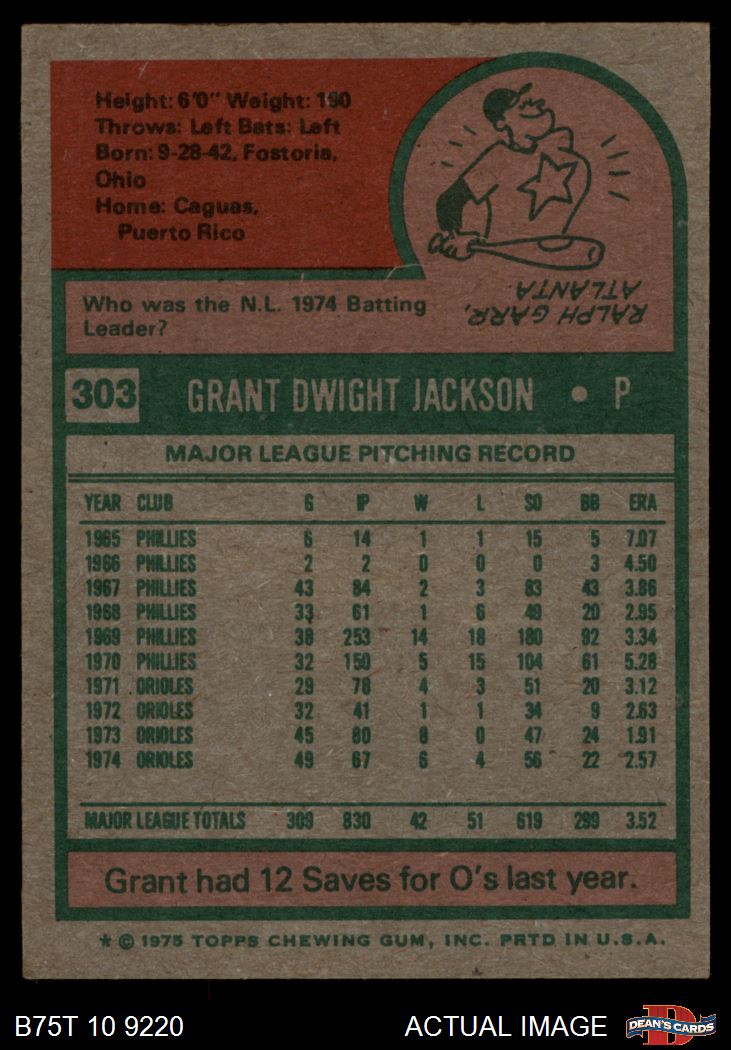 Height: 6'0" Weight: 190
Throws: Left Bats: Left
Born: 9-28-42, Fostoria,
Ohio
Home: Caguas,
Puerto Rico
Who was the N.L. 1974 Batting
Leader?
RALPH GARR,
ATLANTA.
303 GRANT DWIGHT JACKSON • P
MAJOR LEAGUE PITCHING RECORD
YEAR CLUB G IP W L SO BB ERA
1965 PHILLIES 6 14 1 1 15 5 7.07
1966 PHILLIES 2 2 0 0 0 3 4.50
1967 PHILLIES 43 84 2 3 83 43 3.86
1968 PHILLIES 33 61 1 6 49 20 2.95
1969 PHILLIES 38 253 14 18 180 92 3.34
1970 PHILLIES 32 150 5 15 104 61 5.28
1971 ORIOLES 29 78 4 3 51 20 3.12
1972 ORIOLES 32 41 1 1 34 9 2.63
1973 ORIOLES 45 80 8 0 47 24 1.91
1974 ORIOLES 49 67 6 4 56 22 2.57
MAJOR LEAGUE TOTALS 309 830 42 51 619 299 3.52
Grant had 12 Saves for O's last year.
* © 1975 TOPPS CHEWING GUM, INC. PRTD IN U.S.A.
B75T 10 9220 ACTUAL IMAGE
D
DEAN'S CARDS